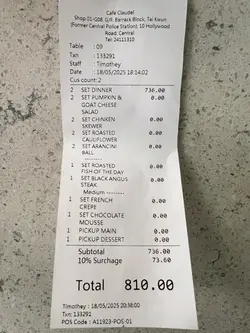 Cafe Claudel
Shop 01-G08, G/F, Barrack Block, Tai Kwun
(Former Central Police Station), 10 Hollywood
Road, Central
Tel: 24111310
Table : 09
Txn : 133291
Staff : Timothey
Date : 18/05/2025 18:14:02
Cus count: 2
2 SET DINNER 736.00
2 SET PUMPKIN & 0.00
GOAT CHEESE
SALAD
2 SET CHINKEN 0.00
SKEWER
2 SET ROASTED 0.00
CAULIFLOWER
2 SET ARANCINI 0.00
BALL
1 SET ROASTED 0.00
FISH OF THE DAY
1 SET BLACK ANGUS 0.00
STEAK
Medium
1 SET FRENCH 0.00
CREPE
1 SET CHOCOLATE 0.00
MOUSSE
1 PICKUP MAIN 0.00
1 PICKUP DESSERT 0.00
Subtotal 736.00
10% Surchage 73.60
Total 810.00
Timothey : 18/05/2025 20:38:00
Txn: 133291
POS Code : A11923-POS-01